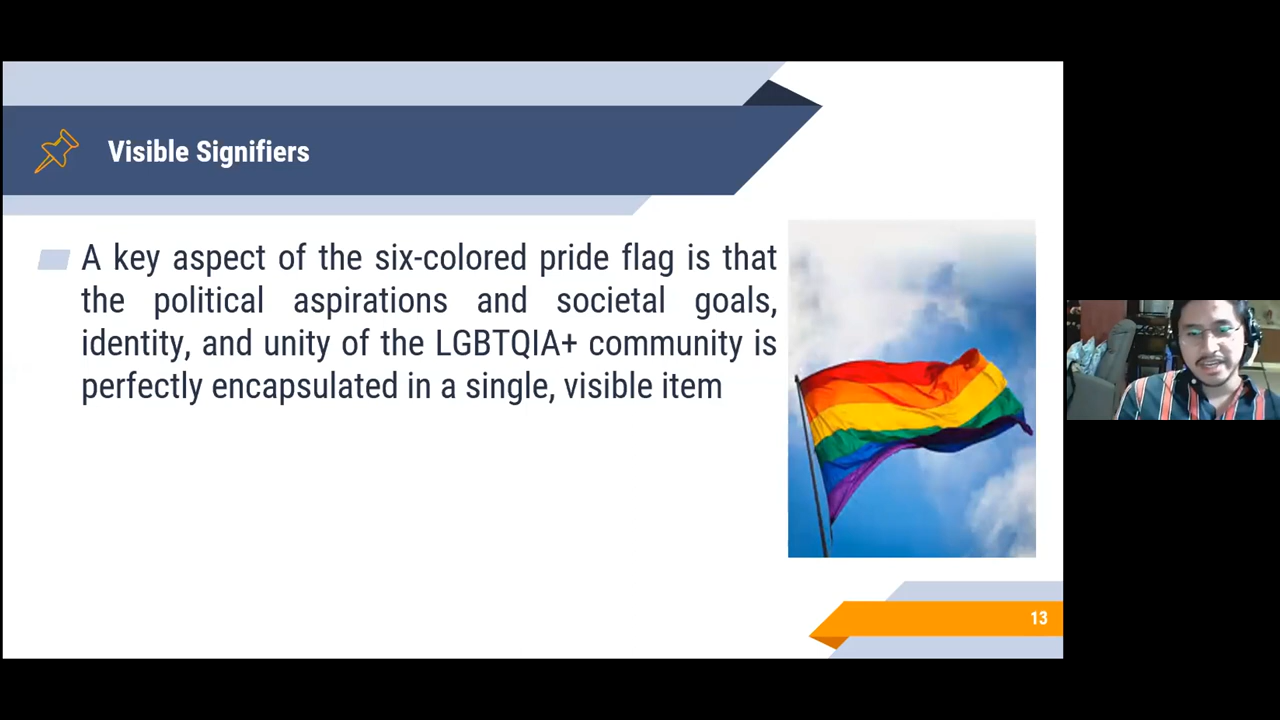 Visible Signifiers
A key aspect of the six-colored pride flag is that
the political aspirations and societal goals,
identity, and unity of the LGBTQIA+ community is
perfectly encapsulated in a single, visible item
13